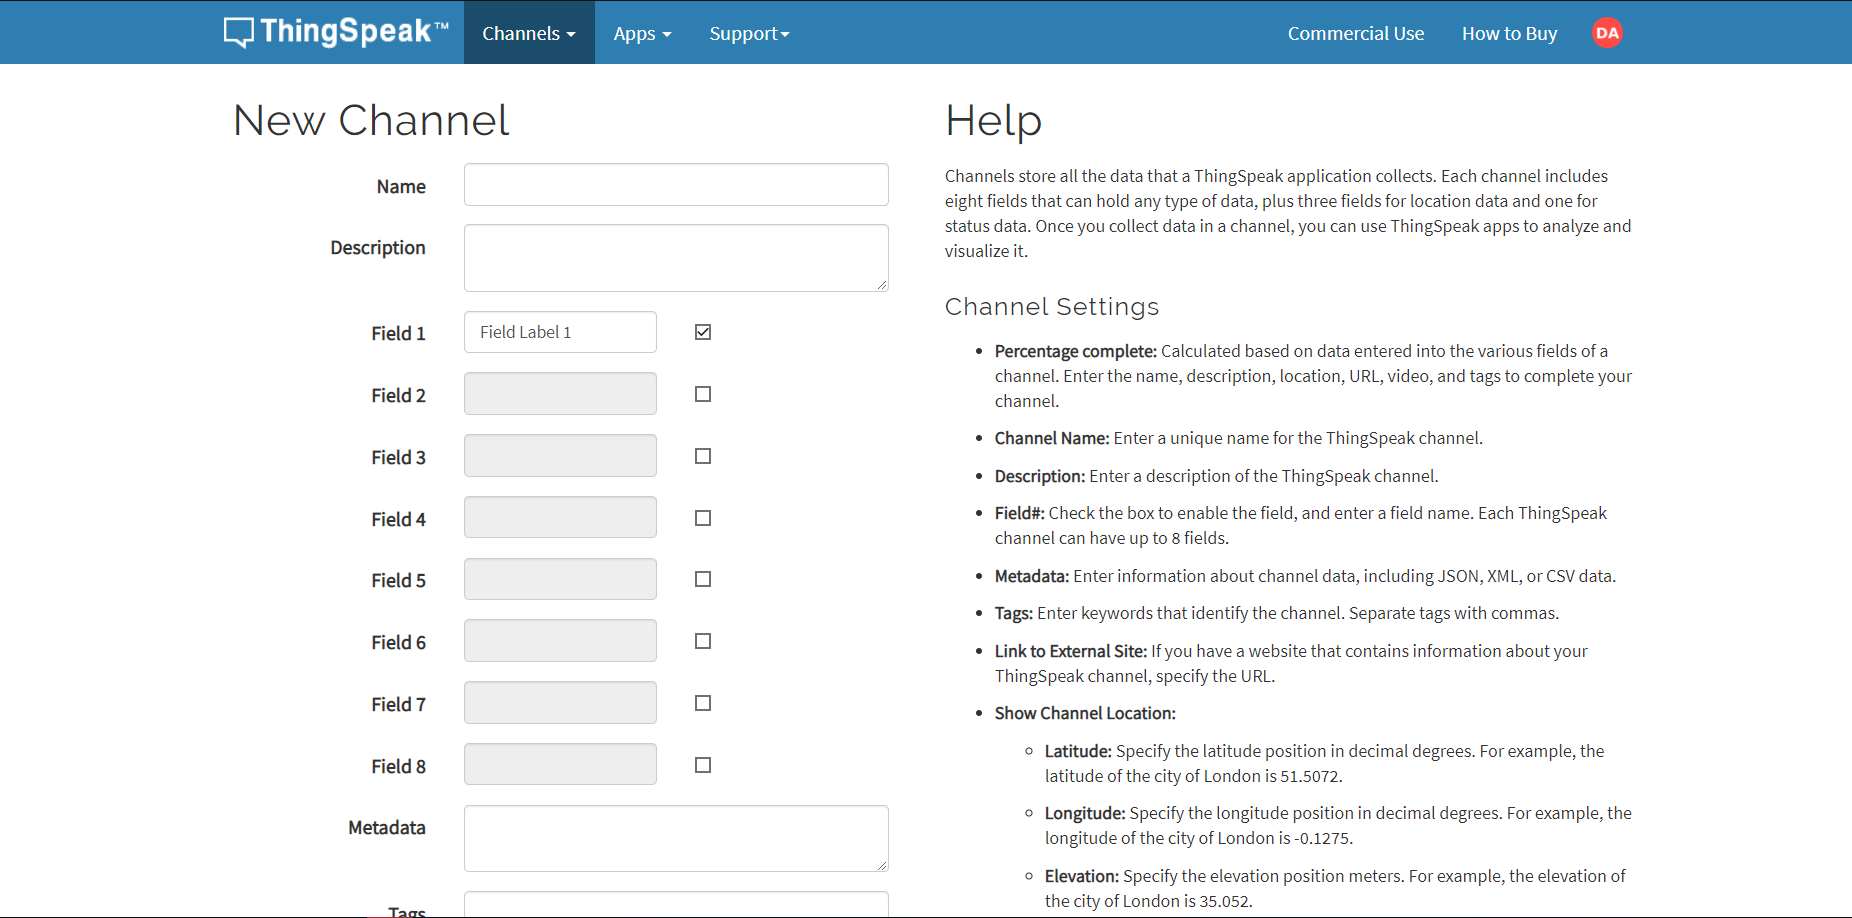 ThingSpeak™ Channels Apps Support Commercial Use How to Buy DA
New Channel
Name
Description
Field 1 Field Label 1
Field 2
Field 3
Field 4
Field 5
Field 6
Field 7
Field 8
Metadata
Tags
Help
Channels store all the data that a ThingSpeak application collects. Each channel includes
eight fields that can hold any type of data, plus three fields for location data and one for
status data. Once you collect data in a channel, you can use ThingSpeak apps to analyze and
visualize it.
Channel Settings
• Percentage complete: Calculated based on data entered into the various fields of a
channel. Enter the name, description, location, URL, video, and tags to complete your
channel.
• Channel Name: Enter a unique name for the ThingSpeak channel.
• Description: Enter a description of the ThingSpeak channel.
• Field#: Check the box to enable the field, and enter a field name. Each ThingSpeak
channel can have up to 8 fields.
• Metadata: Enter information about channel data, including JSON, XML, or CSV data.
• Tags: Enter keywords that identify the channel. Separate tags with commas.
• Link to External Site: If you have a website that contains information about your
ThingSpeak channel, specify the URL.
• Show Channel Location:
◦ Latitude: Specify the latitude position in decimal degrees. For example, the
latitude of the city of London is 51.5072.
◦ Longitude: Specify the longitude position in decimal degrees. For example, the
longitude of the city of London is -0.1275.
◦ Elevation: Specify the elevation position meters. For example, the elevation of
the city of London is 35.052.